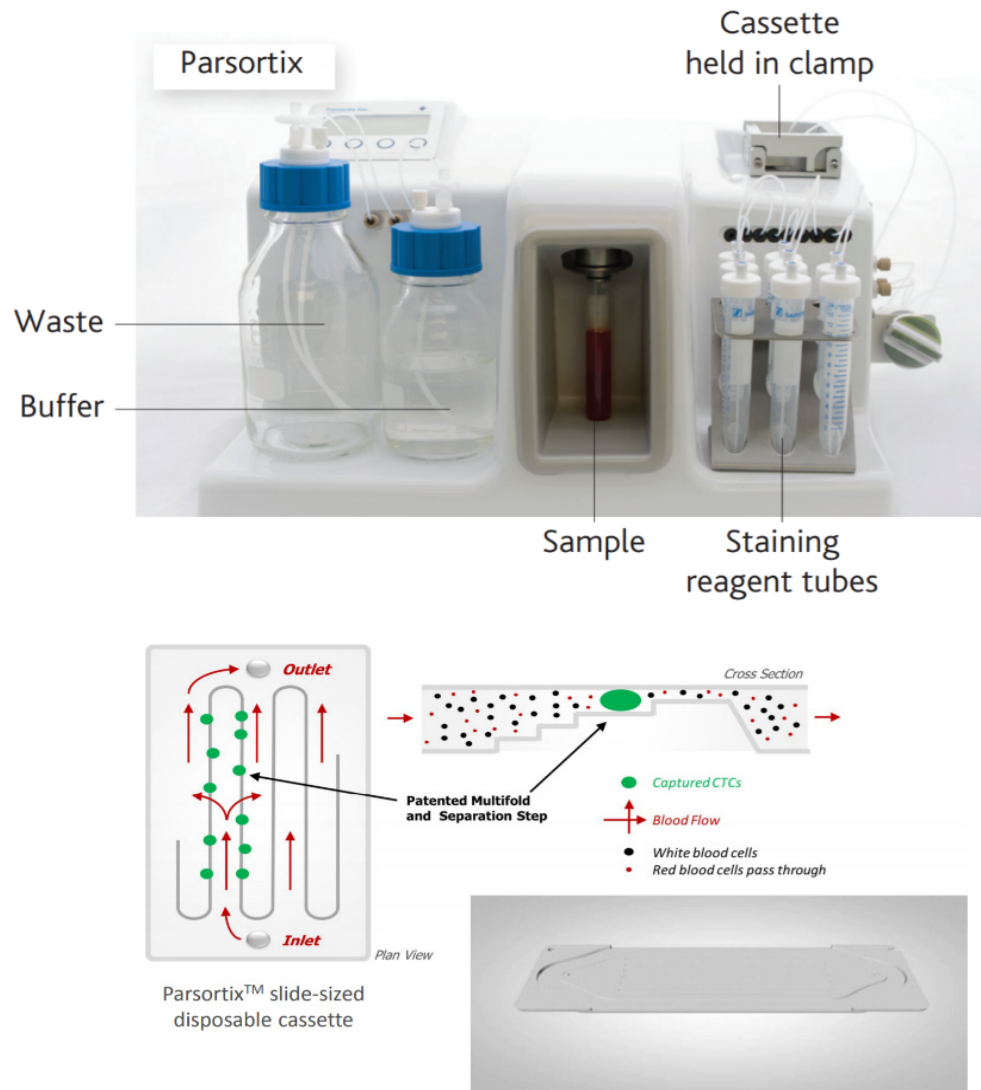 Parsortix
Cassette
held in clamp
Waste
Buffer
Sample
Staining
reagent tubes
Outlet
Inlet
Plan View
Parsortix™ slide-sized
disposable cassette
Cross Section
Patented Multifold
and Separation Step
Captured CTCs
Blood Flow
White blood cells
Red blood cells pass through